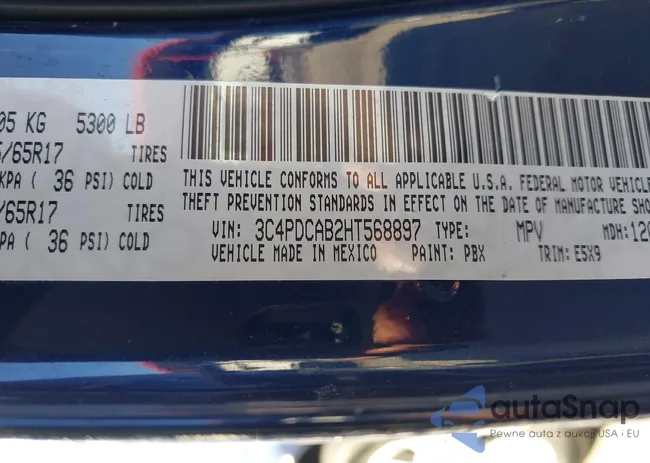 05 KG 5300 LB
/65R17 TIRES
KPA ( 36 PSI) COLD
/65R17 TIRES
PA ( 36 PSI) COLD
THIS VEHICLE CONFORMS TO ALL APPLICABLE U.S.A. FEDERAL MOTOR VEHICLE
THEFT PREVENTION STANDARDS IN EFFECT ON THE DATE OF MANUFACTURE SHO
VIN: 3C4PDCAB2HT568897 TYPE: MPV MDH: 120
VEHICLE MADE IN MEXICO PAINT: PBX TRIM: E5X9
autoSnap
Pewne auta z aukcji USA i EU